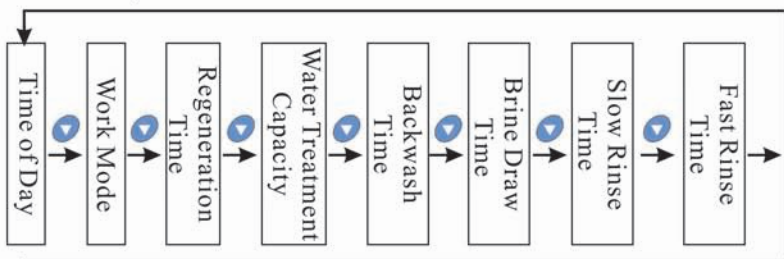 Time of Day
Work Mode
Regeneration
Time
Water Treatment
Capacity
Backwash
Time
Brine Draw
Time
Slow Rinse
Time
Fast Rinse
Time